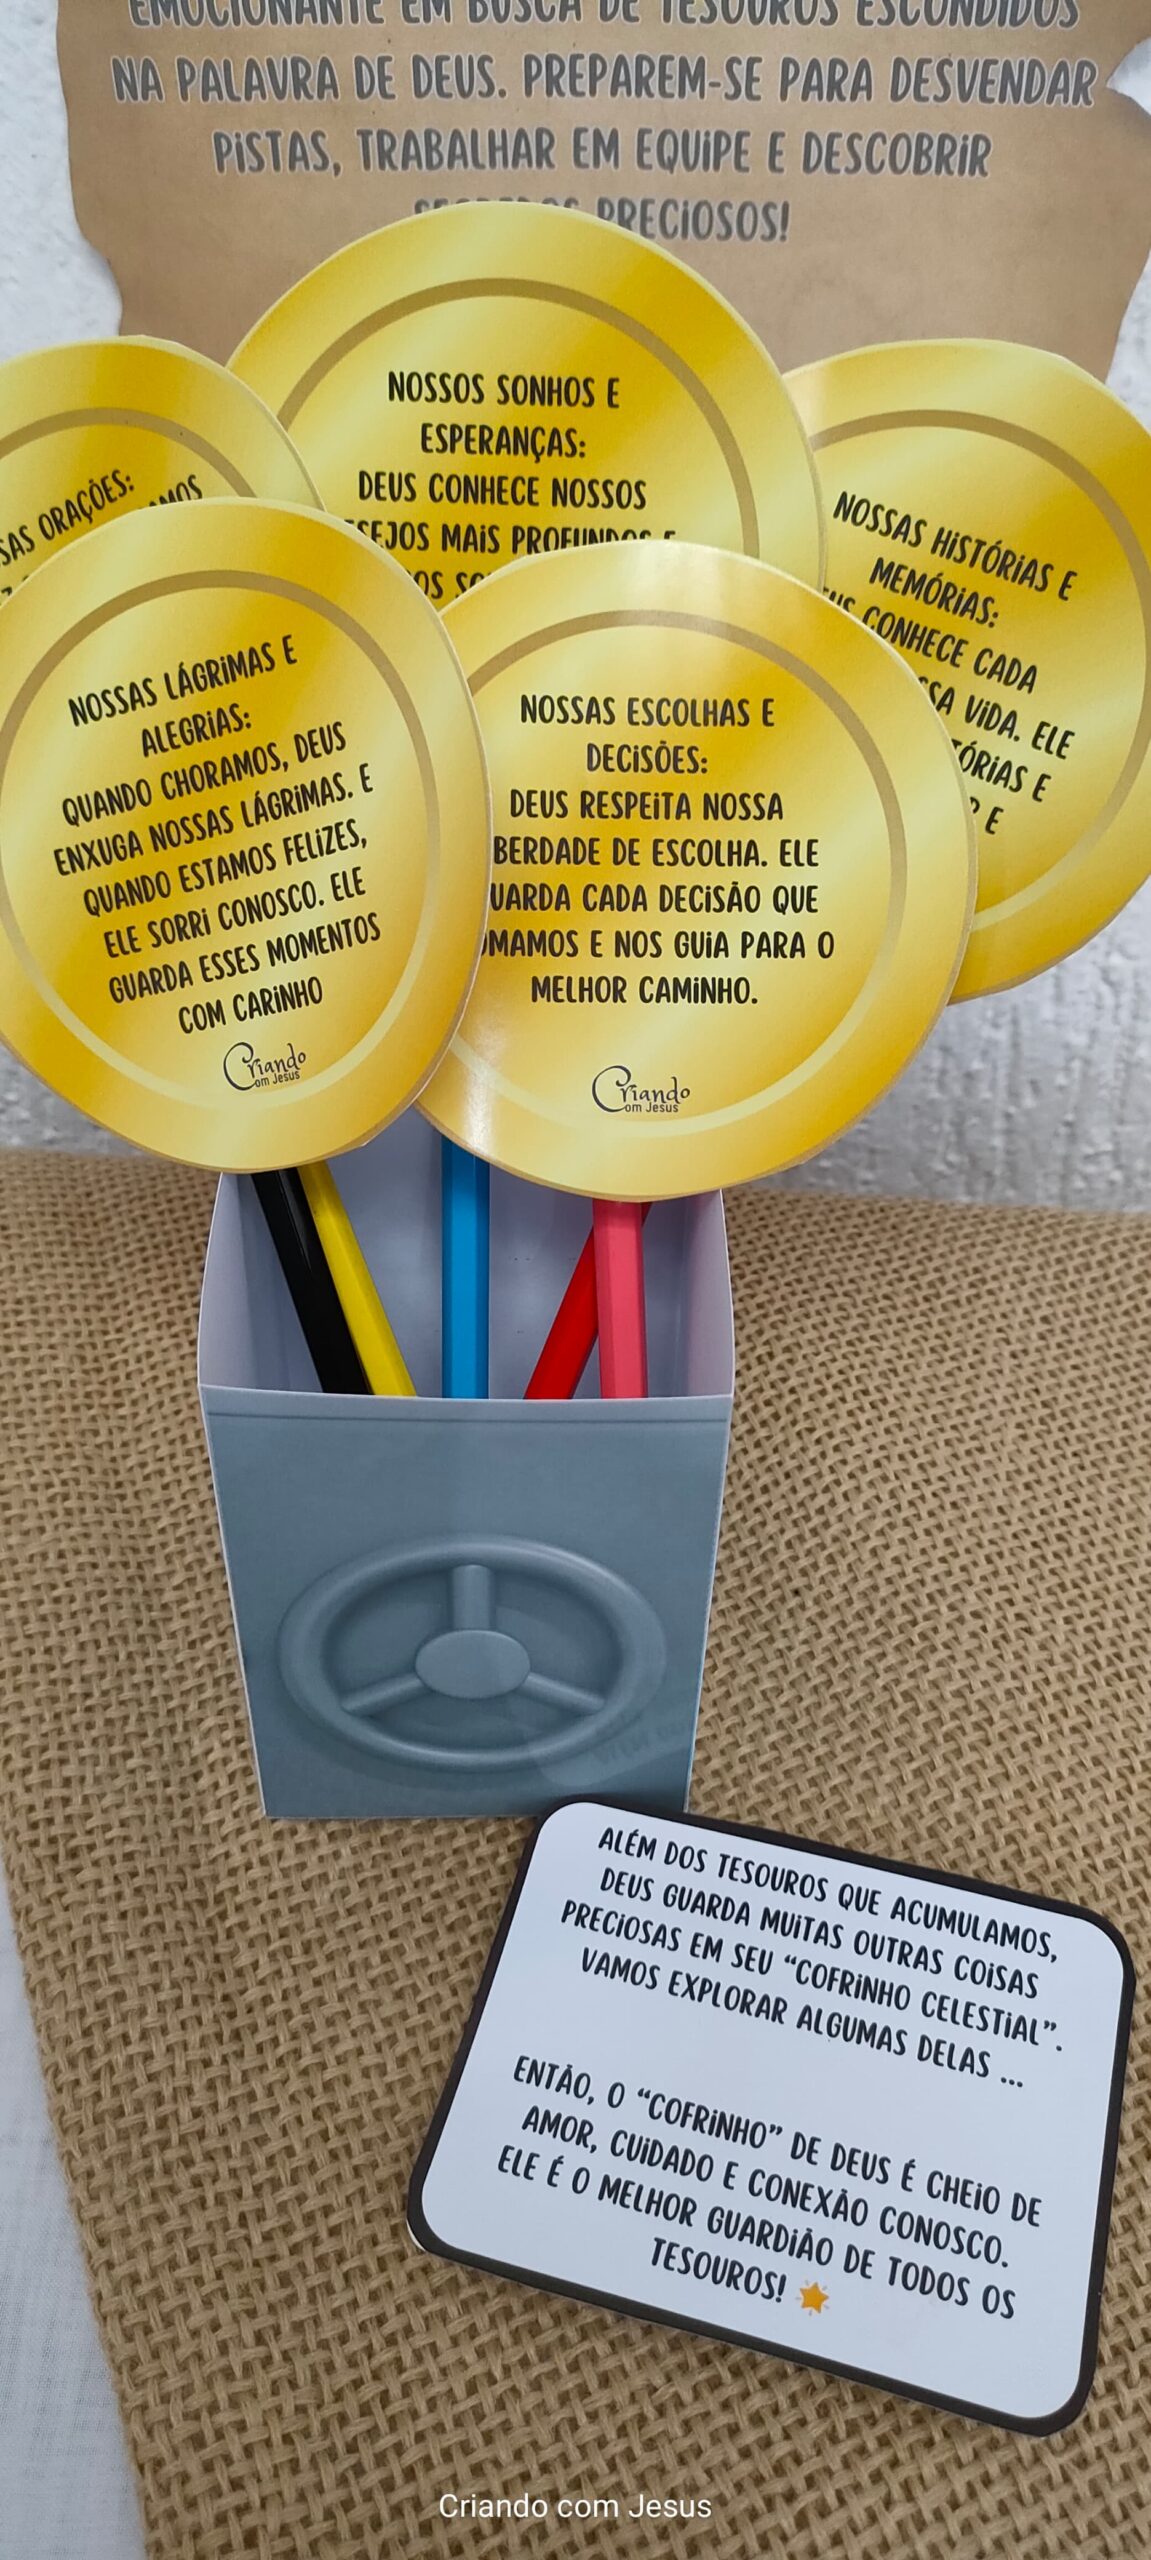 EMOCIONANTE EM BUSCA DE TESOUROS ESCONDIDOS
NA PALAVRA DE DEUS. PREPAREM-SE PARA DESVENDAR
PISTAS, TRABALHAR EM EQUIPE E DESCOBRIR
PRECIOSOS!
NOSSOS SONHOS E
ESPERANÇAS:
DEUS CONHECE NOSSOS
MAIS PROFUNDOS E
ORAÇÕES:
NOSSAS HISTÓRIAS E
MEMÓRIAS:
CONHECE CADA
VIDA. ELE
E
E
NOSSAS LÁGRIMAS E
ALEGRIAS:
QUANDO CHORAMOS, DEUS
ENXUGA NOSSAS LÁGRIMAS. E
QUANDO ESTAMOS FELIZES,
ELE SORRI CONOSCO. ELE
GUARDA ESSES MOMENTOS
COM CARINHO
Criando
Com Jesus
NOSSAS ESCOLHAS E
DECISÕES:
DEUS RESPEITA NOSSA
DE ESCOLHA. ELE
CADA DECISÃO QUE
E NOS GUIA PARA O
MELHOR CAMINHO.
Criando
Com Jesus
ALÉM DOS TESOUROS QUE ACUMULAMOS,
DEUS GUARDA MUITAS OUTRAS COISAS
PRECIOSAS EM SEU “COFRINHO CELESTIAL”.
VAMOS EXPLORAR ALGUMAS DELAS ...
ENTÃO, O “COFRINHO” DE DEUS É CHEIO DE
AMOR, CUIDADO E CONEXÃO CONOSCO.
ELE É O MELHOR GUARDIÃO DE TODOS OS
TESOUROS!
Criando com Jesus